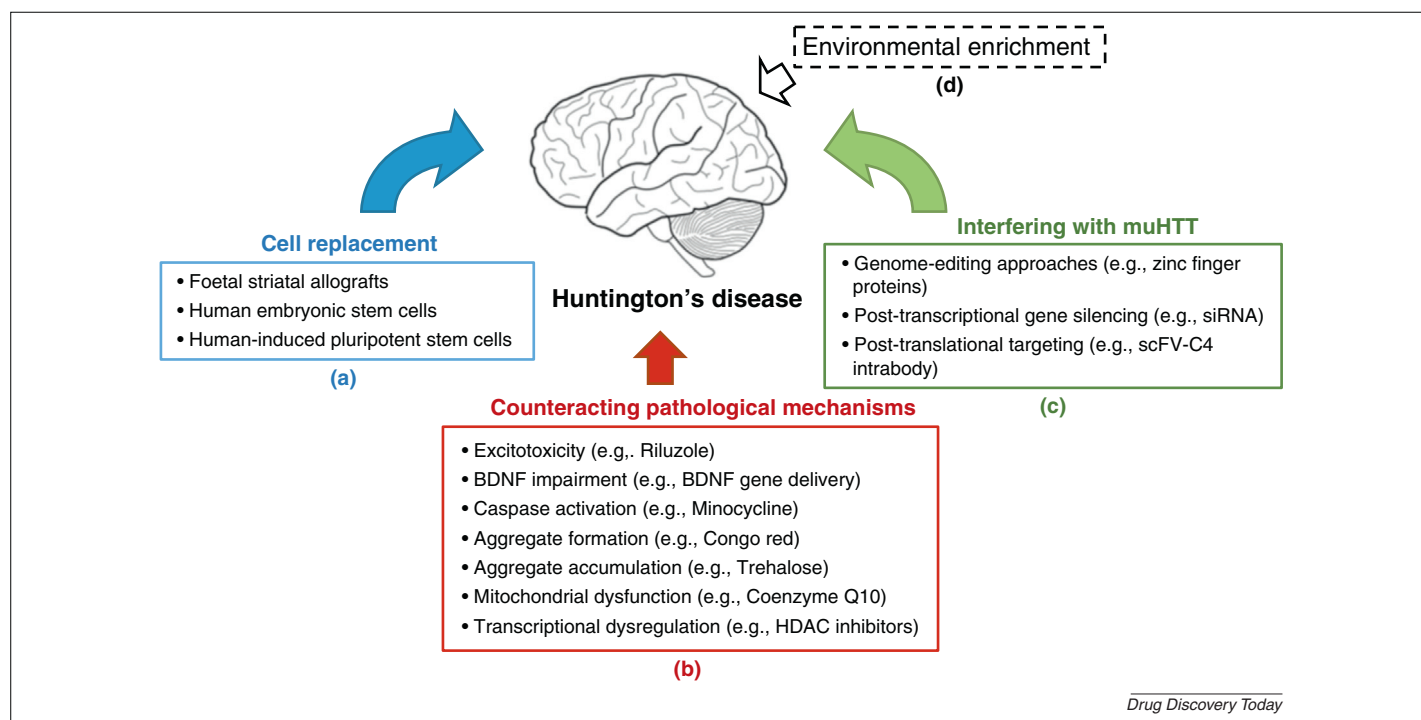 Environmental enrichment
(d)
Cell replacement
• Foetal striatal allografts
• Human embryonic stem cells
• Human-induced pluripotent stem cells
(a)
Huntington's disease
Interfering with muHTT
• Genome-editing approaches (e.g., zinc finger
proteins)
• Post-transcriptional gene silencing (e.g., siRNA)
• Post-translational targeting (e.g., scFV-C4
intrabody)
(c)
Counteracting pathological mechanisms
• Excitotoxicity (e.g,. Riluzole)
• BDNF impairment (e.g., BDNF gene delivery)
• Caspase activation (e.g., Minocycline)
• Aggregate formation (e.g., Congo red)
• Aggregate accumulation (e.g., Trehalose)
• Mitochondrial dysfunction (e.g., Coenzyme Q10)
• Transcriptional dysregulation (e.g., HDAC inhibitors)
(b)
Drug Discovery Today